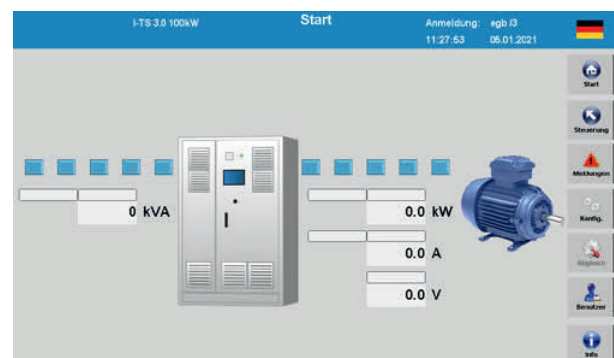 I-TS 3.0 100kW
Start
Anmeldung: egb /3
11:27:53 05.01.2021
Start
Steuerung
Meldungen
0 kVA
0.0 kW
Konfig.
0.0 A
Abgleich
0.0 V
Benutzer
Info